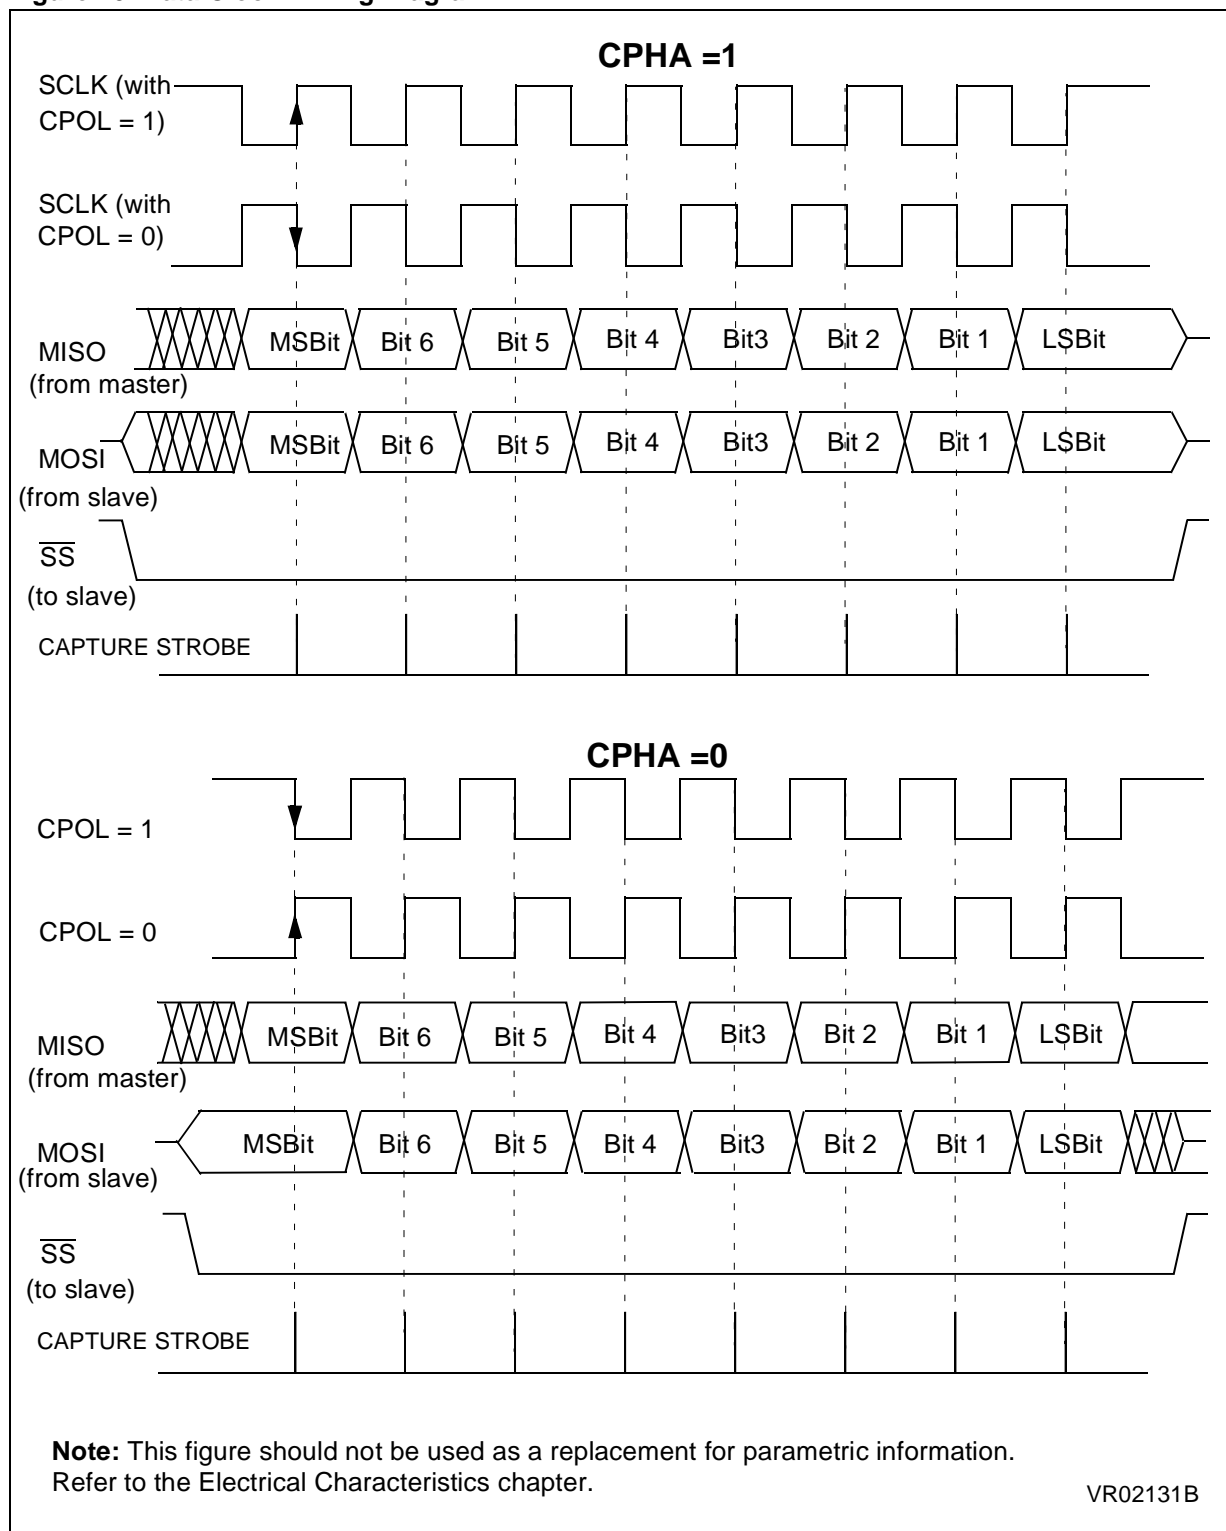 CPHA =1
SCLK (with
CPOL = 1)
SCLK (with
CPOL = 0)
MISO
(from master)
MSBit Bit 6 Bit 5 Bit 4 Bit3 Bit 2 Bit 1 LSBit
MOSI
(from slave)
MSBit Bit 6 Bit 5 Bit 4 Bit3 Bit 2 Bit 1 LSBit
SS
(to slave)
CAPTURE STROBE
CPHA =0
CPOL = 1
CPOL = 0
MISO
(from master)
MSBit Bit 6 Bit 5 Bit 4 Bit3 Bit 2 Bit 1 LSBit
MOSI
(from slave)
MSBit Bit 6 Bit 5 Bit 4 Bit3 Bit 2 Bit 1 LSBit
SS
(to slave)
CAPTURE STROBE
Note: This figure should not be used as a replacement for parametric information.
Refer to the Electrical Characteristics chapter.
VR02131B